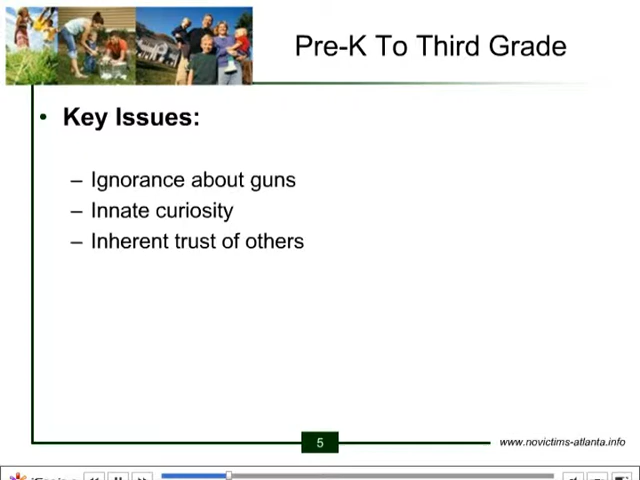 Pre-K To Third Grade
• Key Issues:
– Ignorance about guns
– Innate curiosity
– Inherent trust of others
5
www.novictims-atlanta.info